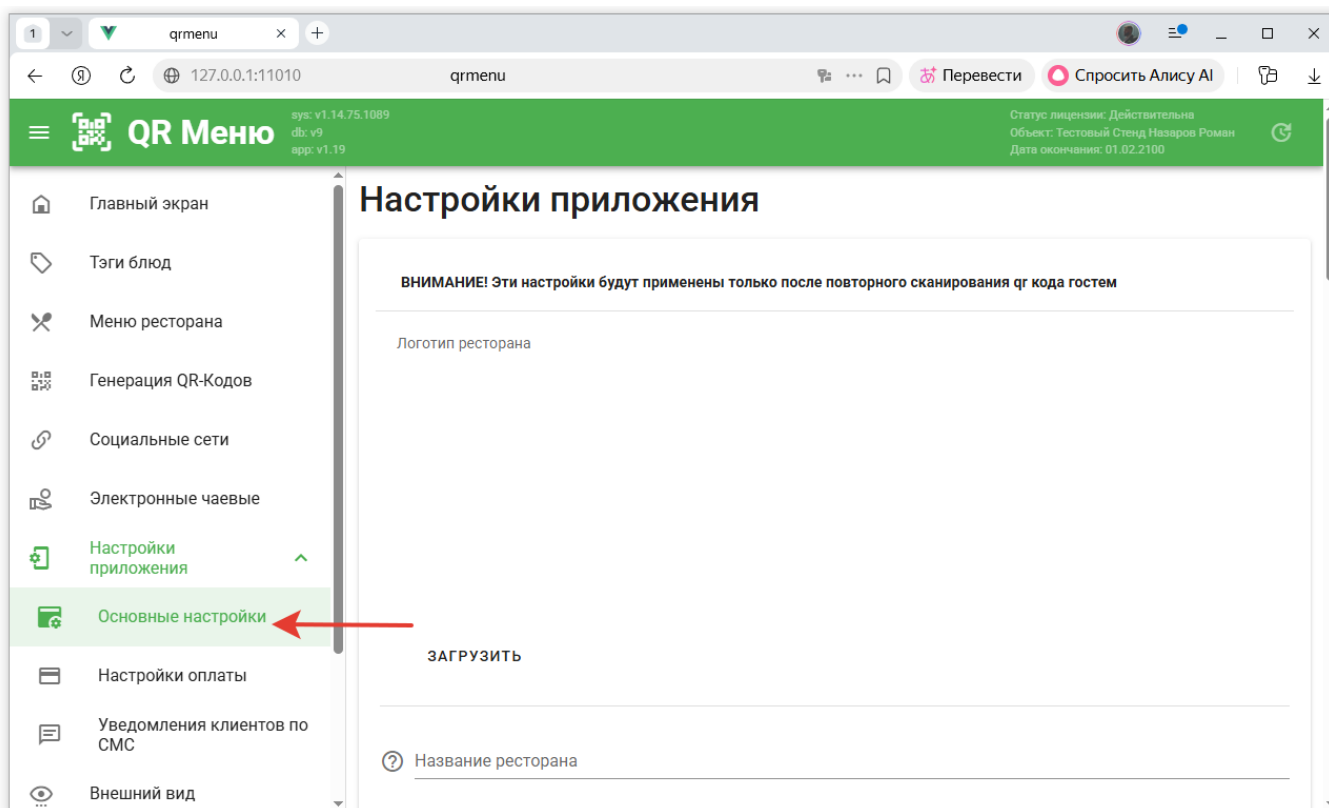 1
qrmenu
127.0.0.1:11010
qrmenu
Перевести
Спросить Алису AI
QR Меню
sys: v1.14.75.1089
db: v9
app: v1.19
Статус лицензии: Действительна
Объект: Тестовый Стенд Назаров Роман
Дата окончания: 01.02.2100
Главный экран
Тэги блюд
Меню ресторана
Генерация QR-Кодов
Социальные сети
Электронные чаевые
Настройки
приложения
Основные настройки
Настройки оплаты
Уведомления клиентов по
СМС
Внешний вид
Настройки приложения
ВНИМАНИЕ! Эти настройки будут применены только после повторного сканирования qr кода гостем
Логотип ресторана
ЗАГРУЗИТЬ
Название ресторана